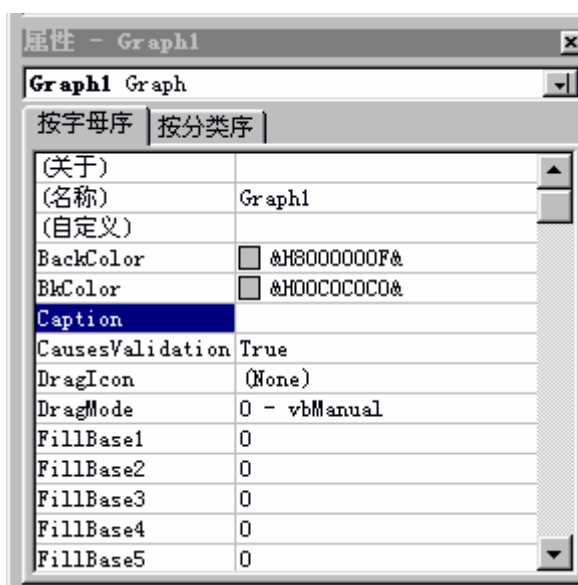 属性 - Graph1
Graph1 Graph
按字母序 按分类序
(关于)
(名称) Graph1
(自定义)
BackColor &H8000000F&
BkColor &H00C0C0C0&
Caption
CausesValidation True
DragIcon (None)
DragMode 0 - vbManual
FillBase1 0
FillBase2 0
FillBase3 0
FillBase4 0
FillBase5 0